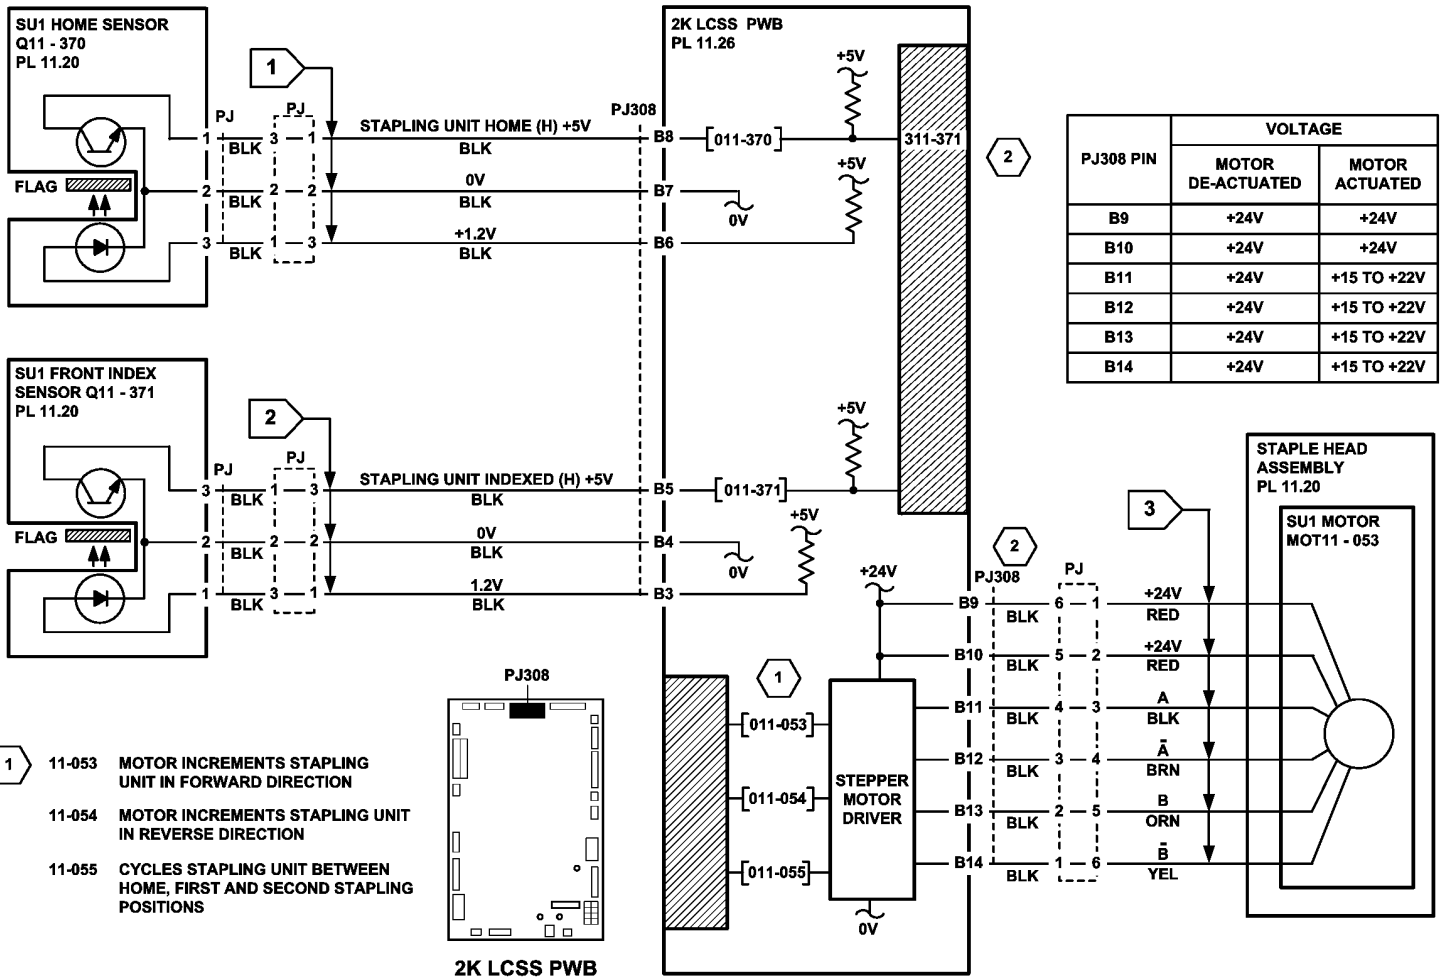 SU1 HOME SENSOR
Q11 - 370
PL 11.20
FLAG
1
2
3
PJ
BLK
BLK
BLK
PJ
3 1
2 2
1 3
1
STAPLING UNIT HOME (H) +5V
BLK
0V
BLK
+1.2V
BLK
PJ308
B8
B7
B6
2K LCSS PWB
PL 11.26
+5V
011-370
311-371
+5V
0V
2
SU1 FRONT INDEX
SENSOR Q11 - 371
PL 11.20
FLAG
3
2
1
PJ
BLK
BLK
BLK
PJ
1 3
2 2
3 1
2
STAPLING UNIT INDEXED (H) +5V
BLK
0V
BLK
1.2V
BLK
B5
B4
B3
+5V
011-371
+5V
0V
PJ308 PIN VOLTAGE
MOTOR
DE-ACTUATED
MOTOR
ACTUATED
B9 +24V +24V
B10 +24V +24V
B11 +24V +15 TO +22V
B12 +24V +15 TO +22V
B13 +24V +15 TO +22V
B14 +24V +15 TO +22V
1
011-053
011-054
011-055
+24V
STEPPER
MOTOR
DRIVER
0V
2
PJ308
PJ
B9 BLK 6 1 +24V RED
B10 BLK 5 2 +24V RED
B11 BLK 4 3 A BLK
B12 BLK 3 4 A̅ BRN
B13 BLK 2 5 B ORN
B14 BLK 1 6 B̅ YEL
3
STAPLE HEAD
ASSEMBLY
PL 11.20
SU1 MOTOR
MOT11 - 053
1
11-053 MOTOR INCREMENTS STAPLING
UNIT IN FORWARD DIRECTION
11-054 MOTOR INCREMENTS STAPLING UNIT
IN REVERSE DIRECTION
11-055 CYCLES STAPLING UNIT BETWEEN
HOME, FIRST AND SECOND STAPLING
POSITIONS
PJ308
2K LCSS PWB